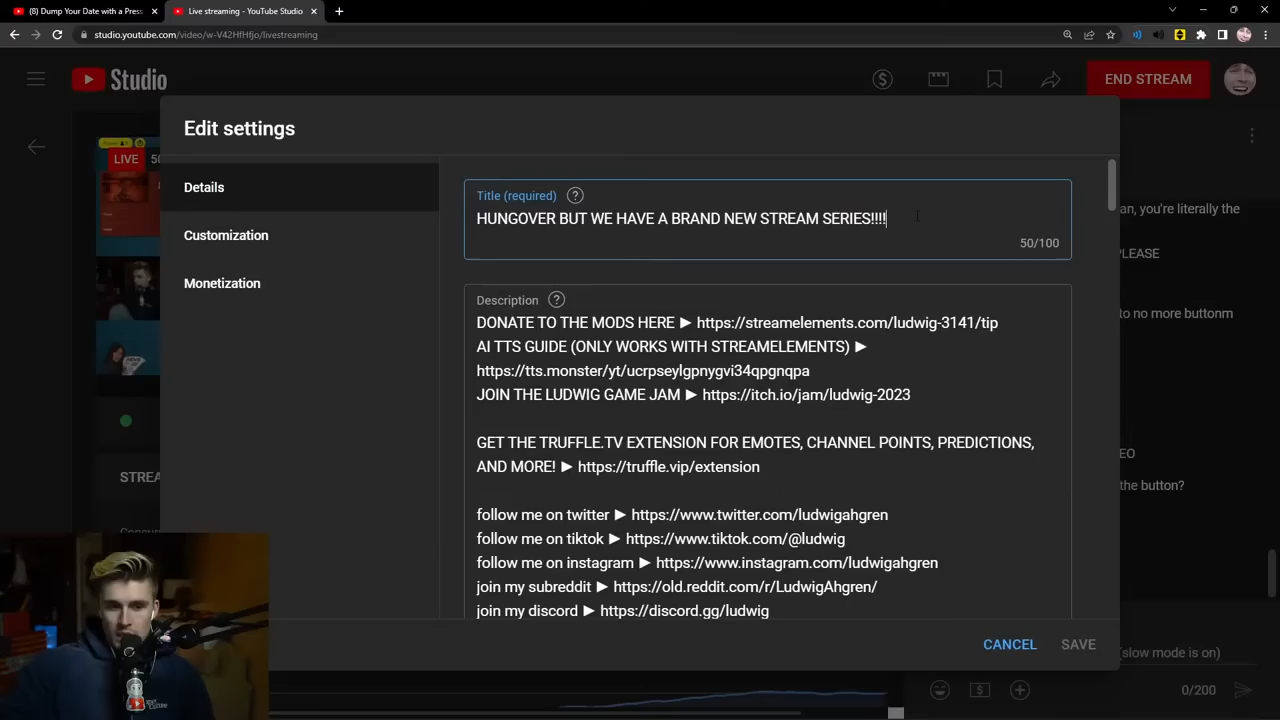 (8) Dump Your Date with a Press
Live streaming - YouTube Studio
studio.youtube.com/video/w-V42HfHfjo/livestreaming
Studio
END STREAM
Edit settings
LIVE
50
Details
Customization
Monetization
Title (required)
HUNGOVER BUT WE HAVE A BRAND NEW STREAM SERIES!!!!
50/100
Description
DONATE TO THE MODS HERE ► https://streamelements.com/ludwig-3141/tip
AI TTS GUIDE (ONLY WORKS WITH STREAMELEMENTS) ►
https://tts.monster/yt/ucrpseylgpnygvi34qpgnqpa
JOIN THE LUDWIG GAME JAM ► https://itch.io/jam/ludwig-2023
GET THE TRUFFLE.TV EXTENSION FOR EMOTES, CHANNEL POINTS, PREDICTIONS,
AND MORE! ► https://truffle.vip/extension
follow me on twitter ► https://www.twitter.com/ludwigahgren
follow me on tiktok ► https://www.tiktok.com/@ludwig
follow me on instagram ► https://www.instagram.com/ludwigahgren
join my subreddit ► https://old.reddit.com/r/LudwigAhgren/
join my discord ► https://discord.gg/ludwig
CANCEL
SAVE
STREA
an, you're literally the
PLEASE
to no more buttonm
EO
the button?
(slow mode is on)
0/200